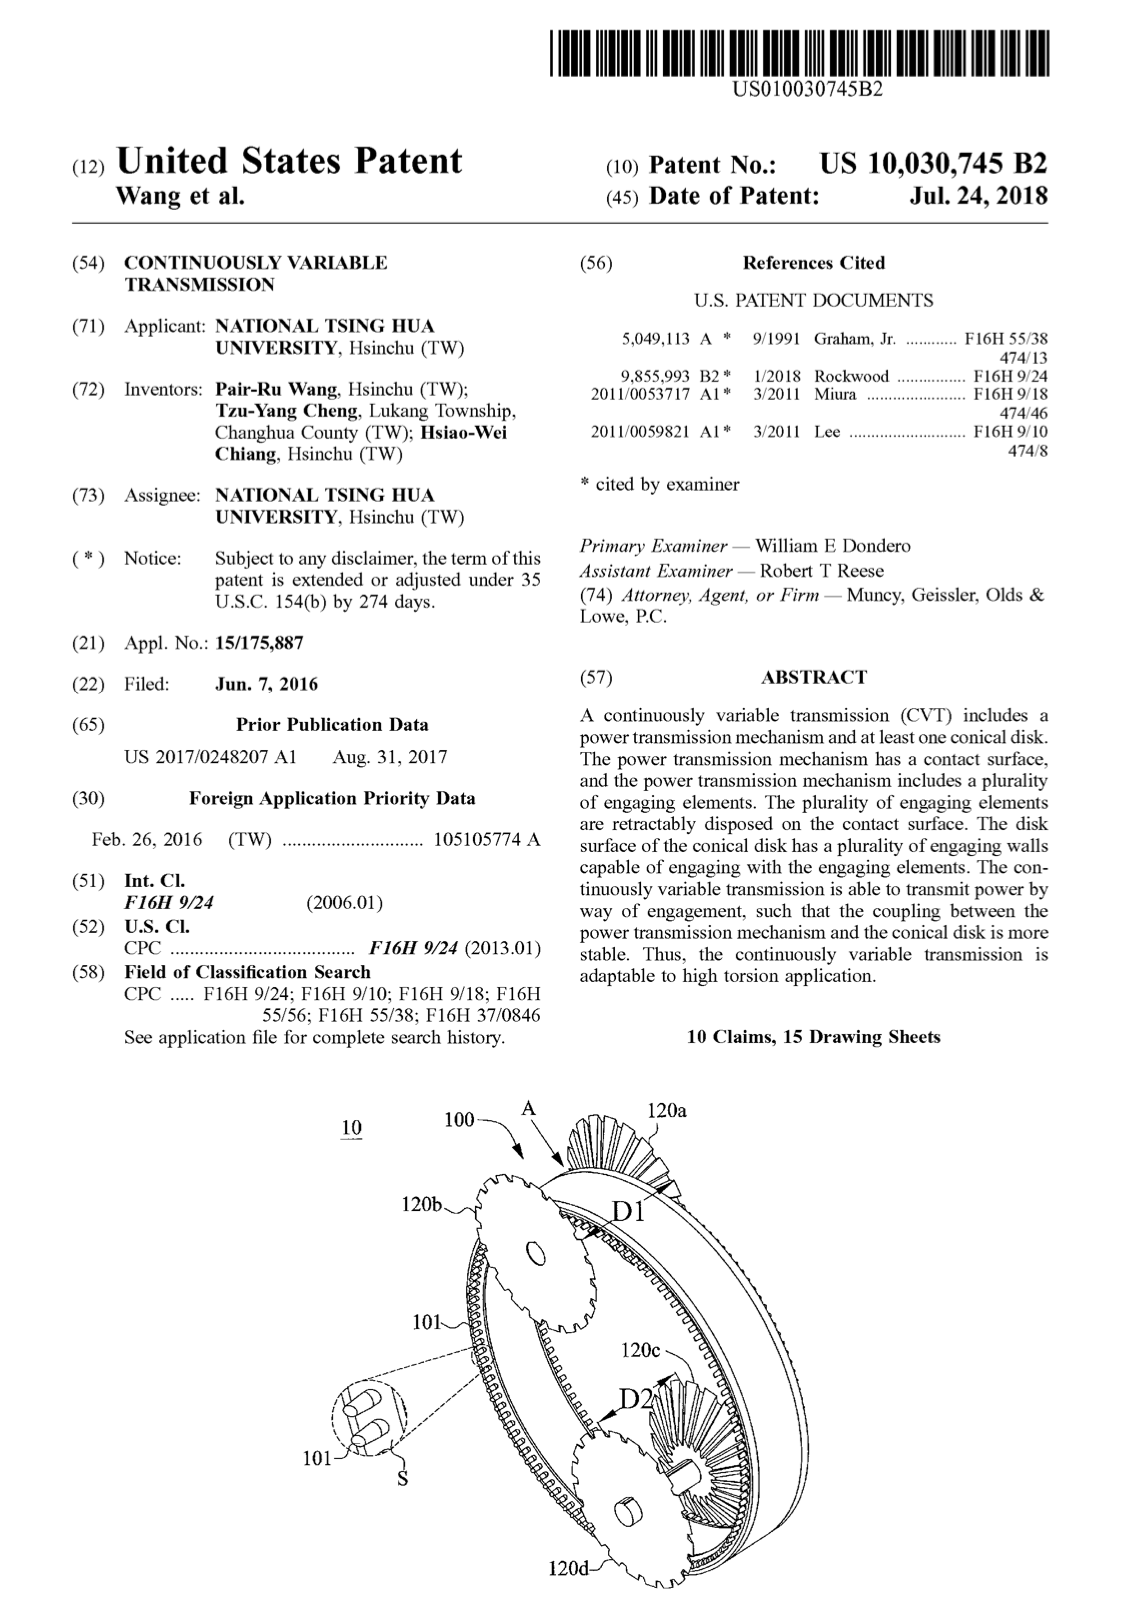 US010030745B2
(12) United States Patent
Wang et al.
(10) Patent No.: US 10,030,745 B2
(45) Date of Patent: Jul. 24, 2018
(54) CONTINUOUSLY VARIABLE
TRANSMISSION
(71) Applicant: NATIONAL TSING HUA
UNIVERSITY, Hsinchu (TW)
(72) Inventors: Pair-Ru Wang, Hsinchu (TW);
Tzu-Yang Cheng, Lukang Township,
Changhua County (TW); Hsiao-Wei
Chiang, Hsinchu (TW)
(73) Assignee: NATIONAL TSING HUA
UNIVERSITY, Hsinchu (TW)
( * ) Notice: Subject to any disclaimer, the term of this
patent is extended or adjusted under 35
U.S.C. 154(b) by 274 days.
(21) Appl. No.: 15/175,887
(22) Filed: Jun. 7, 2016
(65) Prior Publication Data
US 2017/0248207 A1 Aug. 31, 2017
(30) Foreign Application Priority Data
Feb. 26, 2016 (TW) ............................ 105105774 A
(51) Int. Cl.
F16H 9/24 (2006.01)
(52) U.S. Cl.
CPC ..................................... F16H 9/24 (2013.01)
(58) Field of Classification Search
CPC ..... F16H 9/24; F16H 9/10; F16H 9/18; F16H
55/56; F16H 55/38; F16H 37/0846
See application file for complete search history.
(56) References Cited
U.S. PATENT DOCUMENTS
5,049,113 A * 9/1991 Graham, Jr. ............ F16H 55/38
474/13
9,855,993 B2 * 1/2018 Rockwood ................ F16H 9/24
2011/0053717 A1 * 3/2011 Miura ....................... F16H 9/18
474/46
2011/0059821 A1 * 3/2011 Lee ........................... F16H 9/10
474/8
* cited by examiner
Primary Examiner — William E Dondero
Assistant Examiner — Robert T Reese
(74) Attorney, Agent, or Firm — Muncy, Geissler, Olds &
Lowe, P.C.
(57) ABSTRACT
A continuously variable transmission (CVT) includes a
power transmission mechanism and at least one conical disk.
The power transmission mechanism has a contact surface,
and the power transmission mechanism includes a plurality
of engaging elements. The plurality of engaging elements
are retractably disposed on the contact surface. The disk
surface of the conical disk has a plurality of engaging walls
capable of engaging with the engaging elements. The con-
tinuously variable transmission is able to transmit power by
way of engagement, such that the coupling between the
power transmission mechanism and the conical disk is more
stable. Thus, the continuously variable transmission is
adaptable to high torsion application.
10 Claims, 15 Drawing Sheets
10
100
A
120a
120b
D1
101
120c
D2
101
S
120d